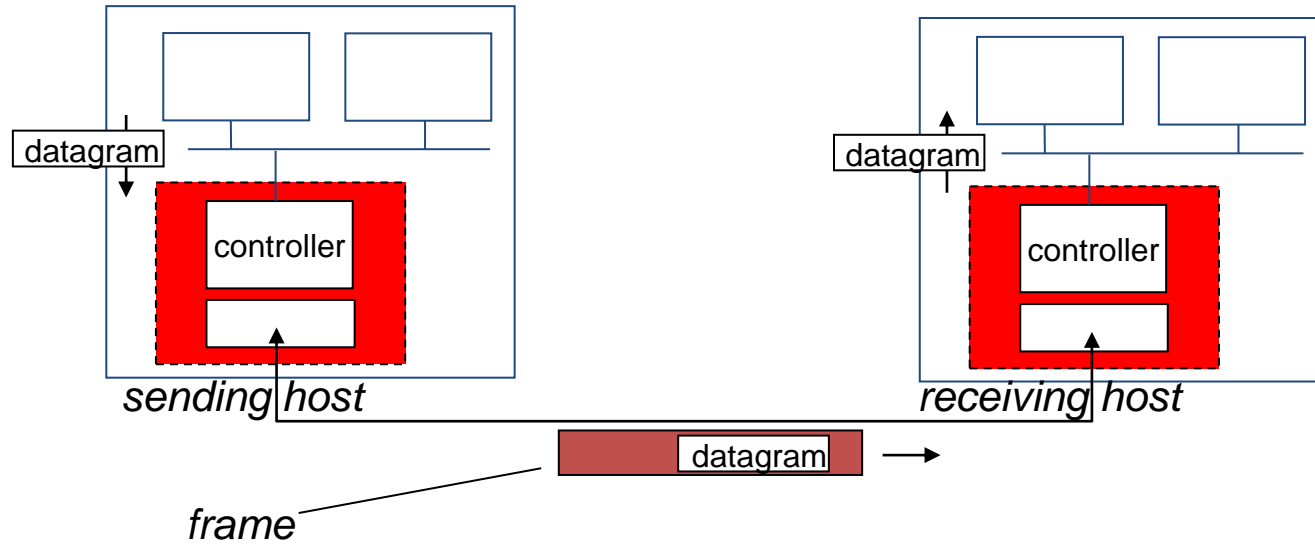 datagram
datagram
controller
controller
sending host
receiving host
datagram
frame